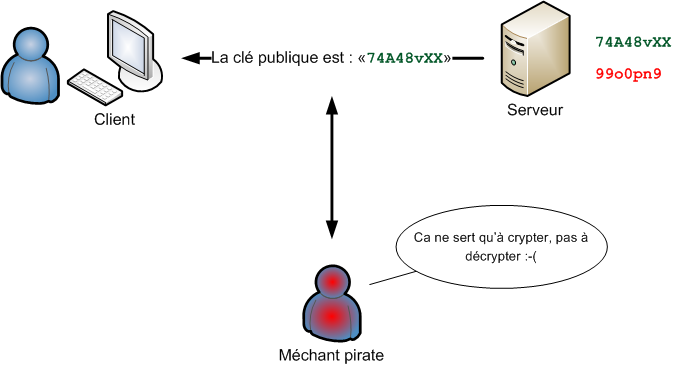 La clé publique est : «74A48vXX»
74A48vXX
99o0pn9
Client
Serveur
Ca ne sert qu'à crypter, pas à
décrypter :-(
Méchant pirate